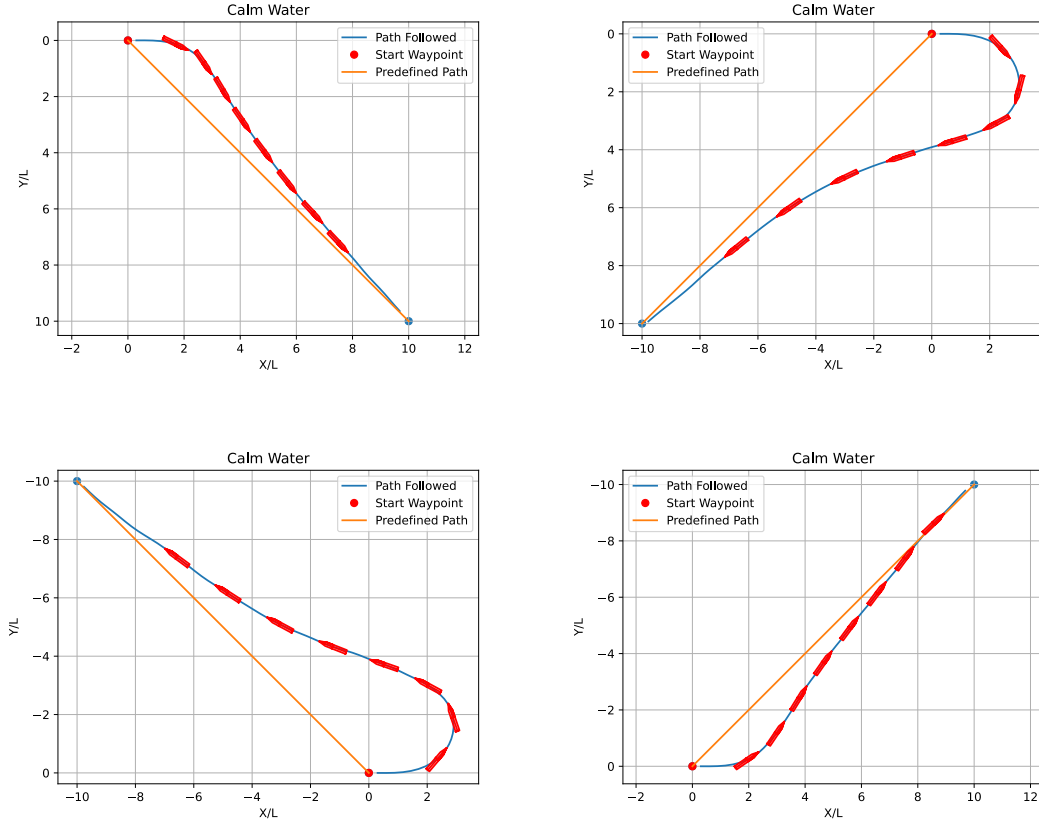 Calm Water
Path Followed
Start Waypoint
Predefined Path
0
2
4
6
8
10
Y/L
−2
0
2
4
6
8
10
12
X/L
Calm Water
Path Followed
Start Waypoint
Predefined Path
0
2
4
6
8
10
Y/L
−10
−8
−6
−4
−2
0
2
X/L
Calm Water
Path Followed
Start Waypoint
Predefined Path
−10
−8
−6
−4
−2
0
Y/L
−10
−8
−6
−4
−2
0
2
X/L
Calm Water
Path Followed
Start Waypoint
Predefined Path
−10
−8
−6
−4
−2
0
Y/L
−2
0
2
4
6
8
10
12
X/L